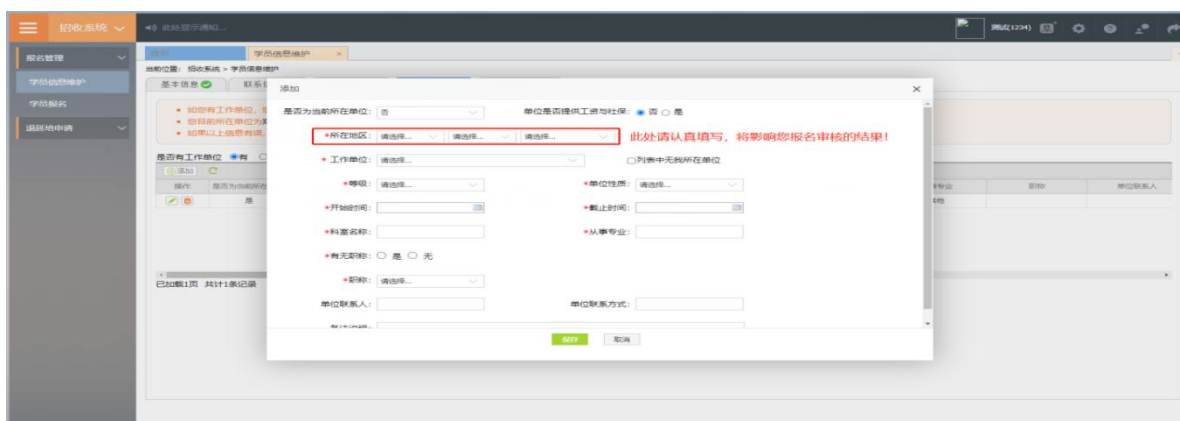 招收系统
此处显示通知...
测试(1234)
报名管理
学员信息维护
学员报名
退延地申请
首页
学员信息维护 ×
当前位置: 招收系统 > 学员信息维护
基本信息
联系
如您有工作单位,
您目前所在单位为
如果以上信息有误,
是否有工作单位 有
添加
操作 是否为当前所在
是
已加载1页 共计1条记录
职称 单位联系人
添加 ×
是否为当前所在单位: 否 单位是否提供工资与社保: 否 是
*所在地区: 请选择... 请选择... 请选择... 此处请认真填写，将影响您报名审核的结果!
* 工作单位: 请选择... 列表中无我所在单位
*等级: 请选择... *单位性质: 请选择...
*开始时间: *截止时间:
*科室名称: *从事专业:
*有无职称: 是 无
*职称: 请选择...
单位联系人: 单位联系方式:
保存 取消